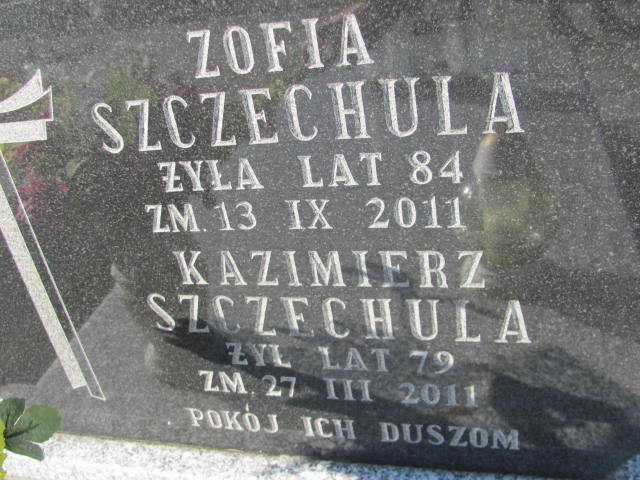 ZOFIA
SZCZECHULA
ŻYŁA LAT 84
ZM. 13 IX 2011
KAZIMIERZ
SZCZECHULA
ŻYŁ LAT 79
ZM. 27 III 2011
POKÓJ ICH DUSZOM